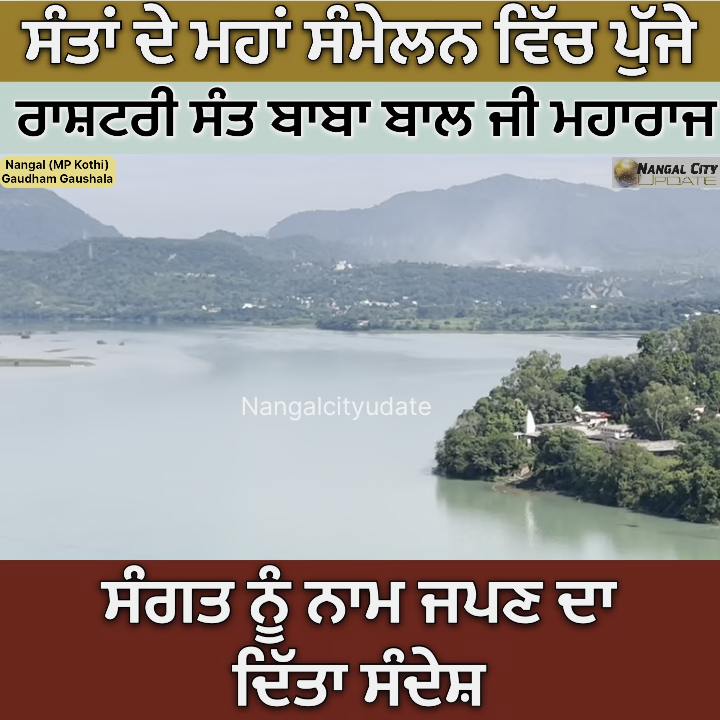 ਸੰਤਾਂ ਦੇ ਮਹਾਂ ਸੰਮੇਲਨ ਵਿੱਚ ਪੁੱਜੇ
ਰਾਸ਼ਟਰੀ ਸੰਤ ਬਾਬਾ ਬਾਲ ਜੀ ਮਹਾਰਾਜ
Nangal (MP Kothi)
Gaudham Gaushala
NANGAL CITY
UPDATE
Nangalcityudate
ਸੰਗਤ ਨੂੰ ਨਾਮ ਜਪਣ ਦਾ
ਦਿੱਤਾ ਸੰਦੇਸ਼